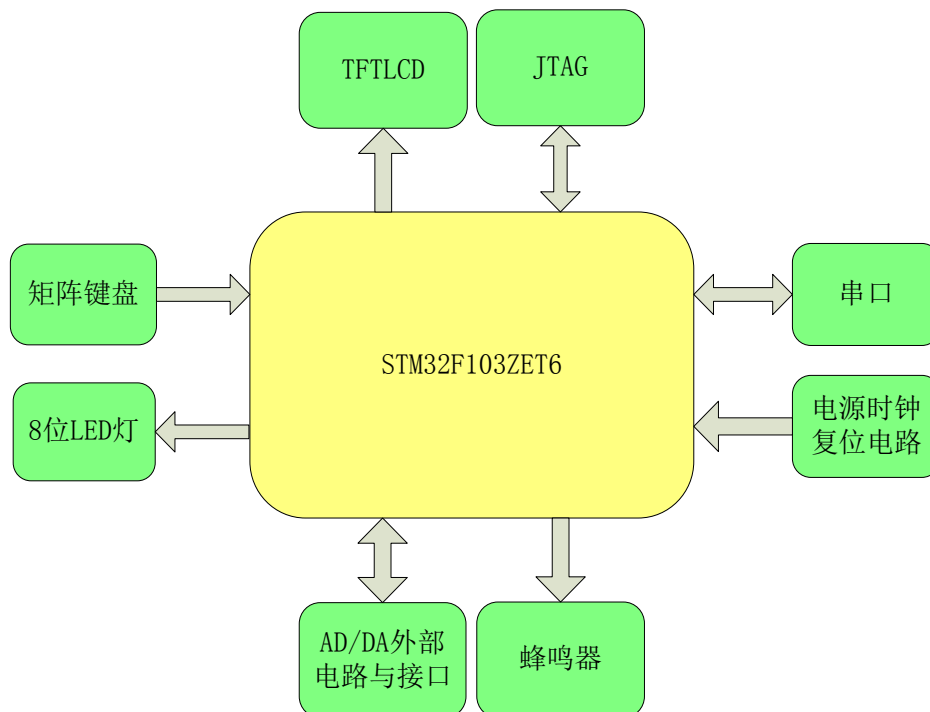 TFTLCD
JTAG
矩阵键盘
串口
STM32F103ZET6
8位LED灯
电源时钟
复位电路
AD/DA外部
电路与接口
蜂鸣器